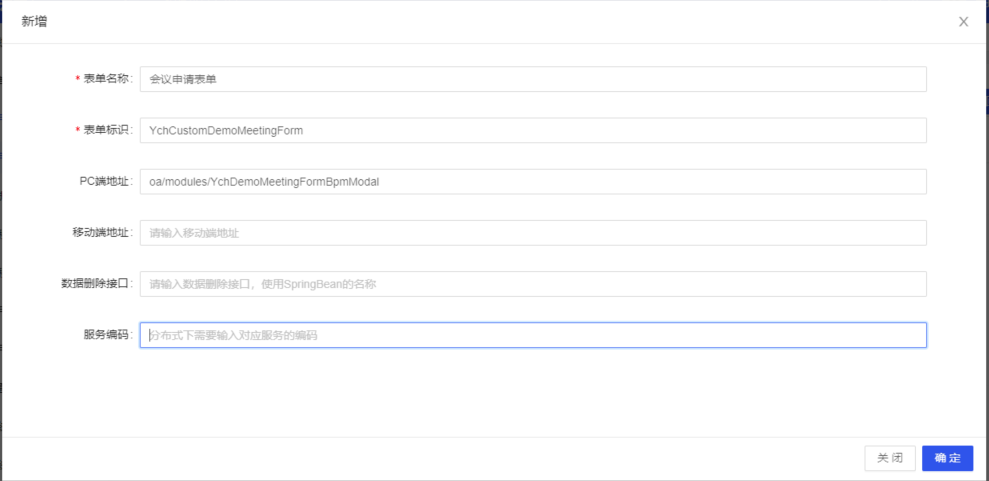 新增
* 表单名称: 会议申请表单
* 表单标识: YchCustomDemoMeetingForm
PC端地址: oa/modules/YchDemoMeetingFormBpmModal
移动端地址: 请输入移动端地址
数据删除接口: 请输入数据删除接口，使用SpringBean的名称
服务编码: 分布式下需要输入对应服务的编码
关 闭 确 定